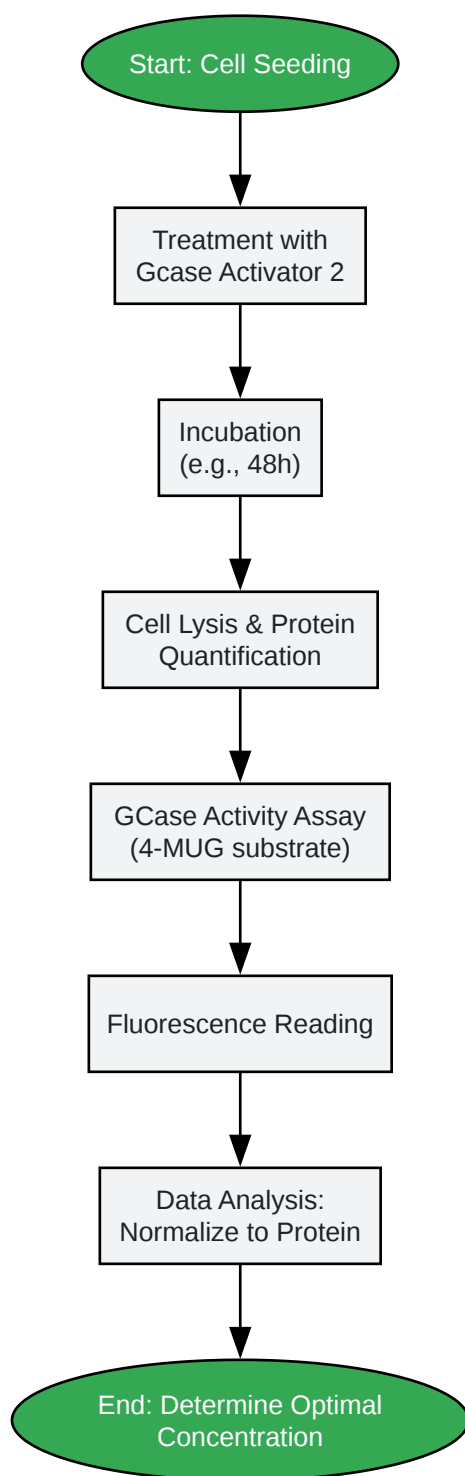 Start: Cell Seeding
Treatment with
Gcase Activator 2
Incubation
(e.g., 48h)
Cell Lysis & Protein
Quantification
GCase Activity Assay
(4-MUG substrate)
Fluorescence Reading
Data Analysis:
Normalize to Protein
End: Determine Optimal
Concentration